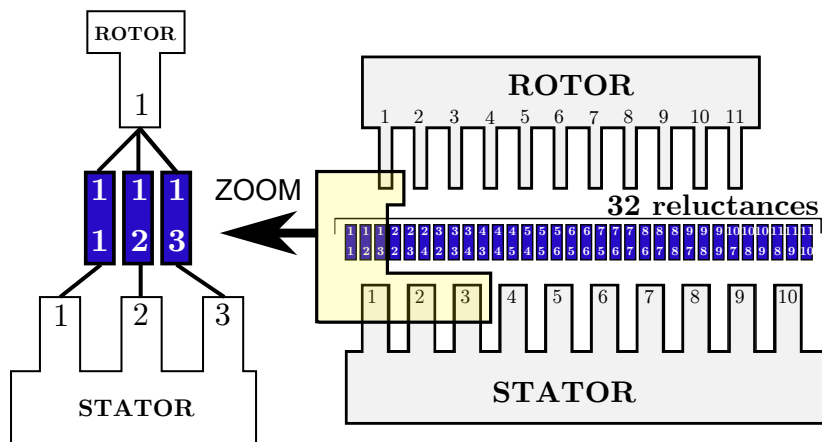 ROTOR
1
1 1 1
1 2 3
1 2 3
STATOR
ZOOM
ROTOR
1 2 3 4 5 6 7 8 9 10 11
32 reluctances
1 2 3 4 5 6 7 8 9 10
STATOR